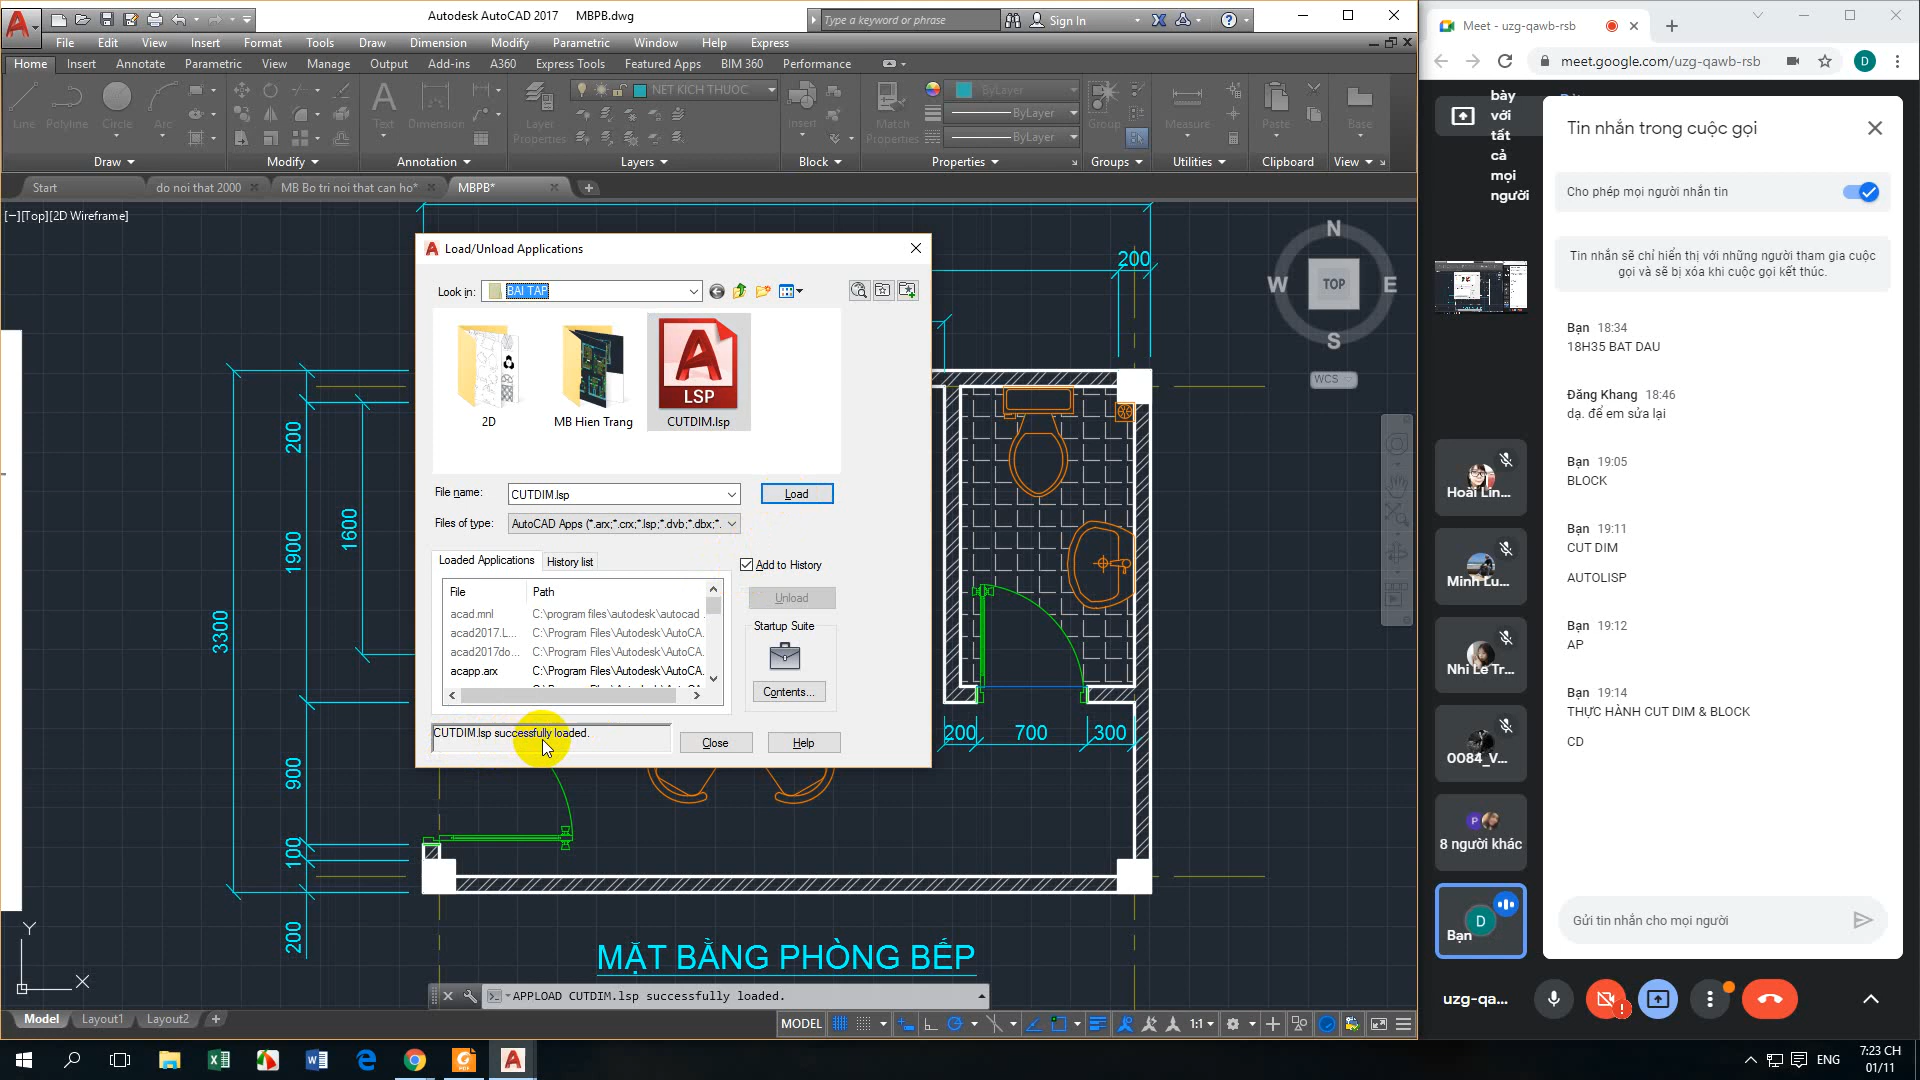 Autodesk AutoCAD 2017 MBPB.dwg
Type a keyword or phrase
Sign In
File Edit View Insert Format Tools Draw Dimension Modify Parametric Window Help Express
Home Insert Annotate Parametric View Manage Output Add-ins A360 Express Tools Featured Apps BIM 360 Performance
Line Polyline Circle Arc
Text Dimension
Layer Properties
NET KICH THUOC
Insert
Match Properties
ByLayer
ByLayer
ByLayer
Group
Measure
Paste
Base
Draw Modify Annotation Layers Block Properties Groups Utilities Clipboard View
Start
do noi that 2000
MB Bo tri noi that can ho*
MBPB*
[−][Top][2D Wireframe]
200
N
W TOP E
S
WCS
Load/Unload Applications
Look in: BAI TAP
2D
MB Hien Trang
LSP
CUTDIM.lsp
File name: CUTDIM.lsp
Load
Files of type: AutoCAD Apps (*.arx;*.crx;*.lsp;*.dvb;*.dbx;*.
Loaded Applications
History list
Add to History
File Path
acad.mnl C:\program files\autodesk\autocad
acad2017.L... C:\Program Files\Autodesk\AutoCA.
acad2017do... C:\Program Files\Autodesk\AutoCA.
acapp.arx C:\Program Files\Autodesk\AutoCA.
Unload
Startup Suite
Contents...
CUTDIM.lsp successfully loaded.
Close
Help
200
1900
1600
3300
900
100
200
200 700 300
MẶT BẰNG PHÒNG BẾP
Y
X
APPLOAD CUTDIM.lsp successfully loaded.
Model Layout1 Layout2 +
MODEL
1:1
Meet - uzg-qawb-rsb
meet.google.com/uzg-qawb-rsb
D
bày
với
tất
cả
mọi
người
Tin nhắn trong cuộc gọi
Cho phép mọi người nhắn tin
Tin nhắn sẽ chỉ hiển thị với những người tham gia cuộc
gọi và sẽ bị xóa khi cuộc gọi kết thúc.
Bạn 18:34
18H35 BAT DAU
Đăng Khang 18:46
dạ. để em sửa lại
Bạn 19:05
BLOCK
Bạn 19:11
CUT DIM
AUTOLISP
Bạn 19:12
AP
Bạn 19:14
THỰC HÀNH CUT DIM & BLOCK
CD
Hoài Lin...
Minh Lu...
Nhi Le Tr...
0084_V...
P
8 người khác
D
Bạn
Gửi tin nhắn cho mọi người
uzg-qa...
ENG
7:23 CH
01/11